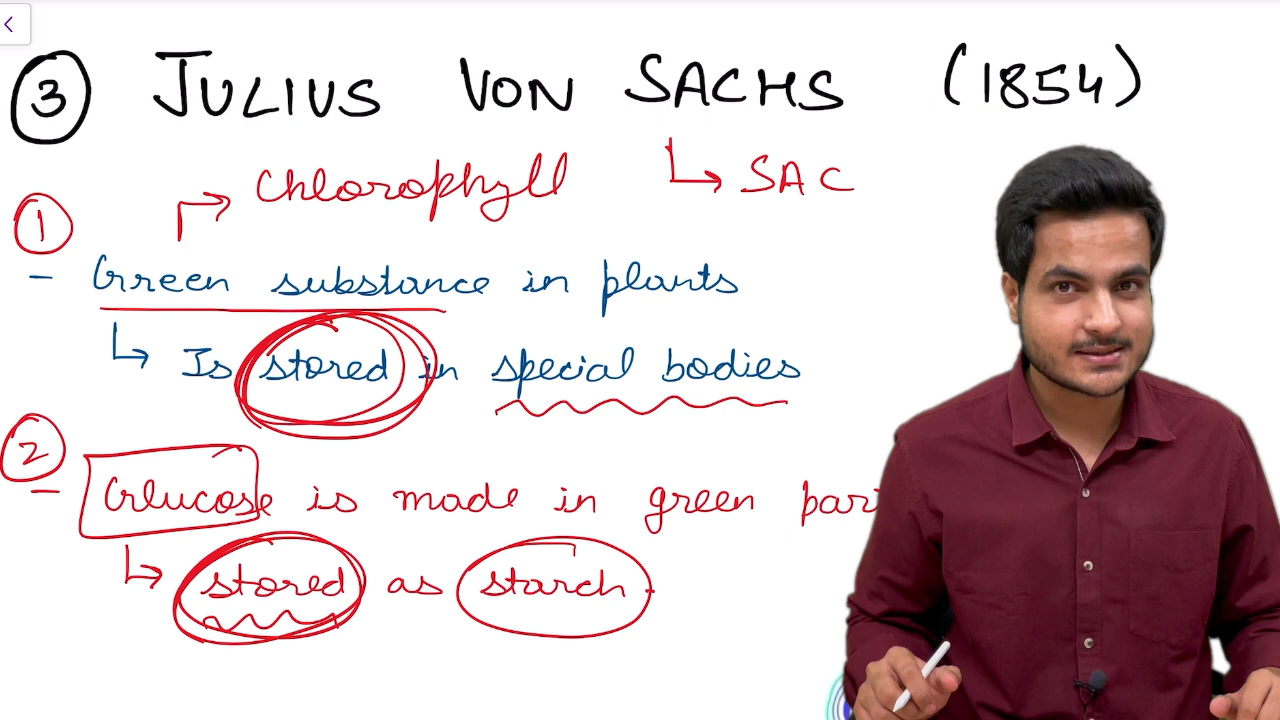 3 JULIUS VON SACHS (1854)
Chlorophyll
SAC
1
- Green substance in plants
Is stored in special bodies
2
- Glucose is made in green
stored as starch.